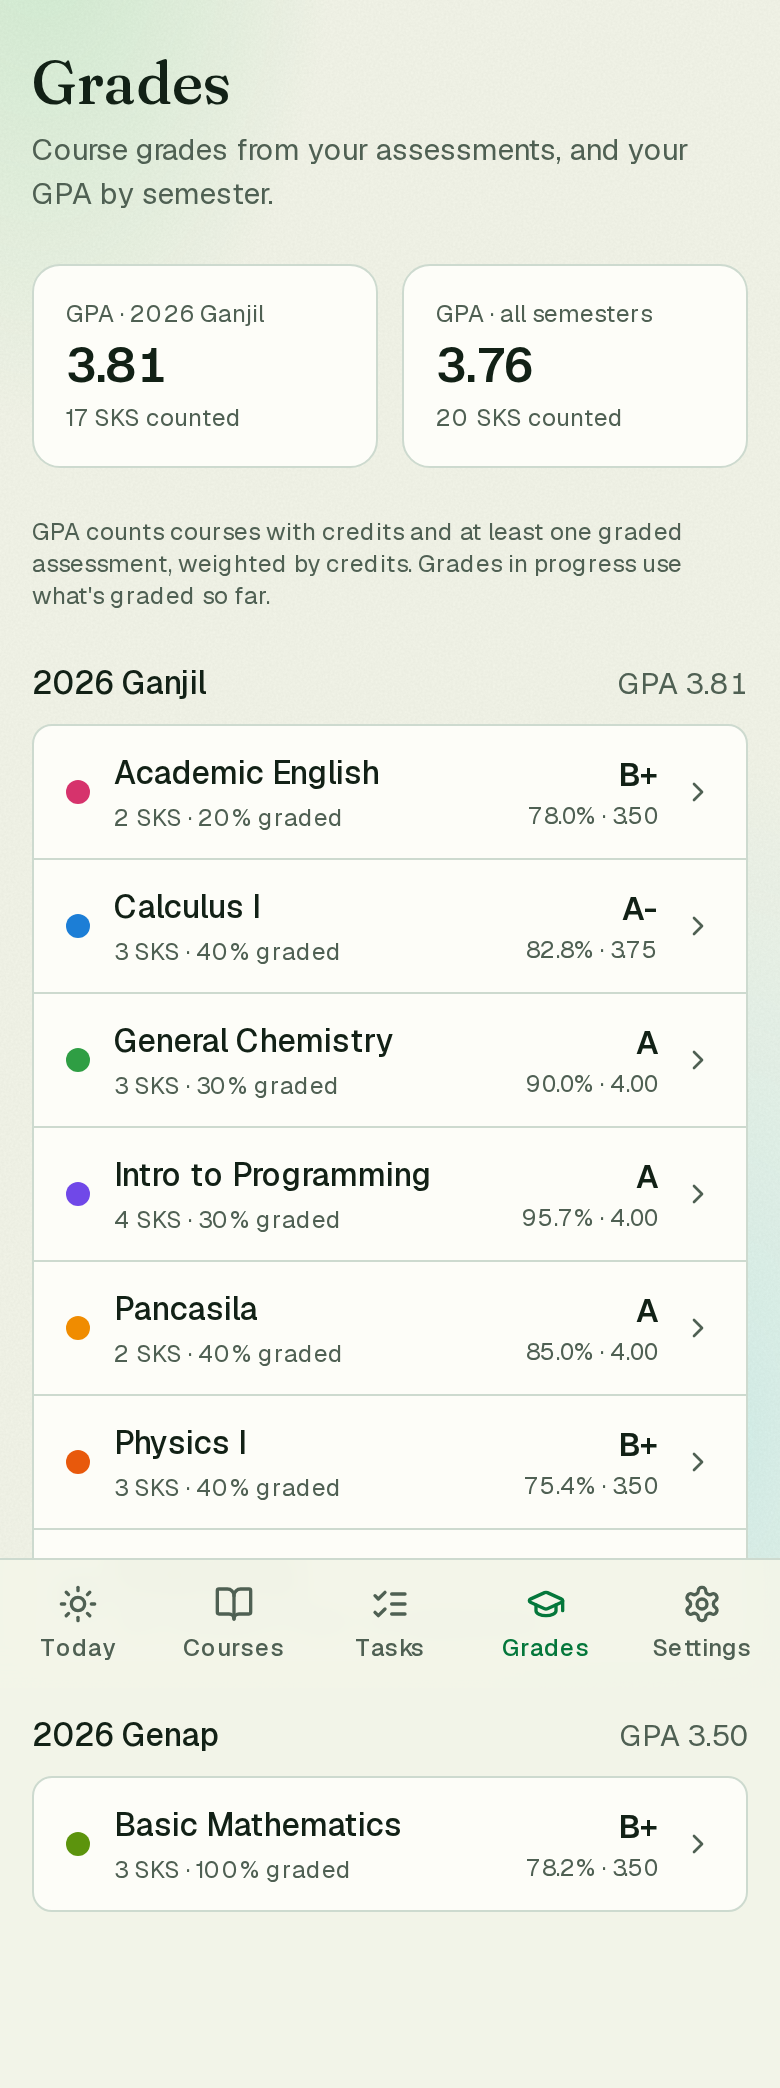 Grades
Course grades from your assessments, and your
GPA by semester.
GPA · 2026 Ganjil
3.81
17 SKS counted
GPA · all semesters
3.76
20 SKS counted
GPA counts courses with credits and at least one graded
assessment, weighted by credits. Grades in progress use
what's graded so far.
2026 Ganjil
GPA 3.81
Academic English
2 SKS · 20% graded
B+
78.0% · 3.50
Calculus I
3 SKS · 40% graded
A-
82.8% · 3.75
General Chemistry
3 SKS · 30% graded
A
90.0% · 4.00
Intro to Programming
4 SKS · 30% graded
A
95.7% · 4.00
Pancasila
2 SKS · 40% graded
A
85.0% · 4.00
Physics I
3 SKS · 40% graded
B+
75.4% · 3.50
Today
Courses
Tasks
Grades
Settings
2026 Genap
GPA 3.50
Basic Mathematics
3 SKS · 100% graded
B+
78.2% · 3.50